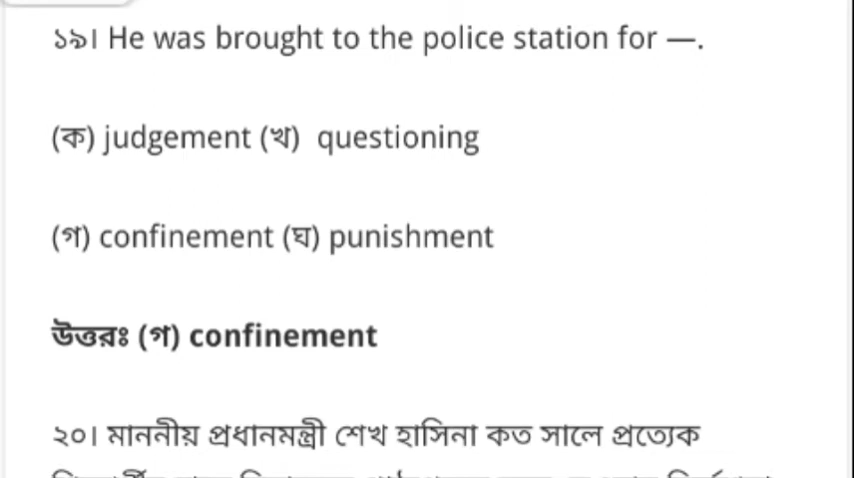 ১৯। He was brought to the police station for —.
(ক) judgement (খ) questioning
(গ) confinement (ঘ) punishment
উত্তরঃ (গ) confinement
২০। মাননীয় প্রধানমন্ত্রী শেখ হাসিনা কত সালে প্রত্যেক